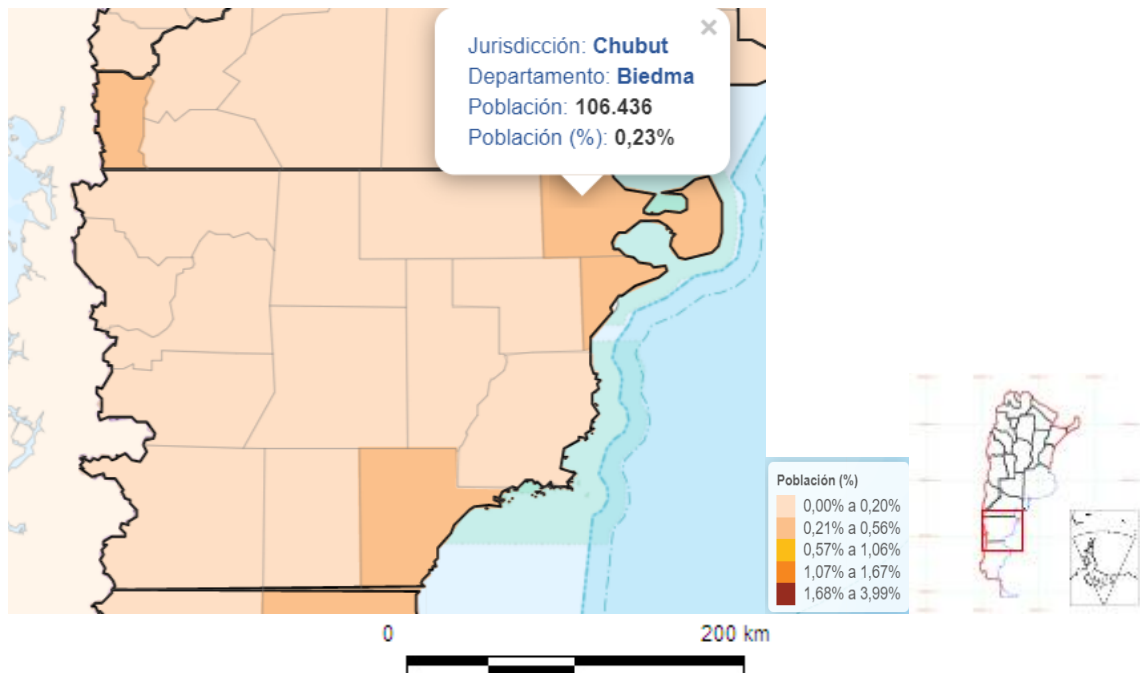 ×
Jurisdicción: Chubut
Departamento: Biedma
Población: 106.436
Población (%): 0,23%
Población (%)
0,00% a 0,20%
0,21% a 0,56%
0,57% a 1,06%
1,07% a 1,67%
1,68% a 3,99%
0 200 km